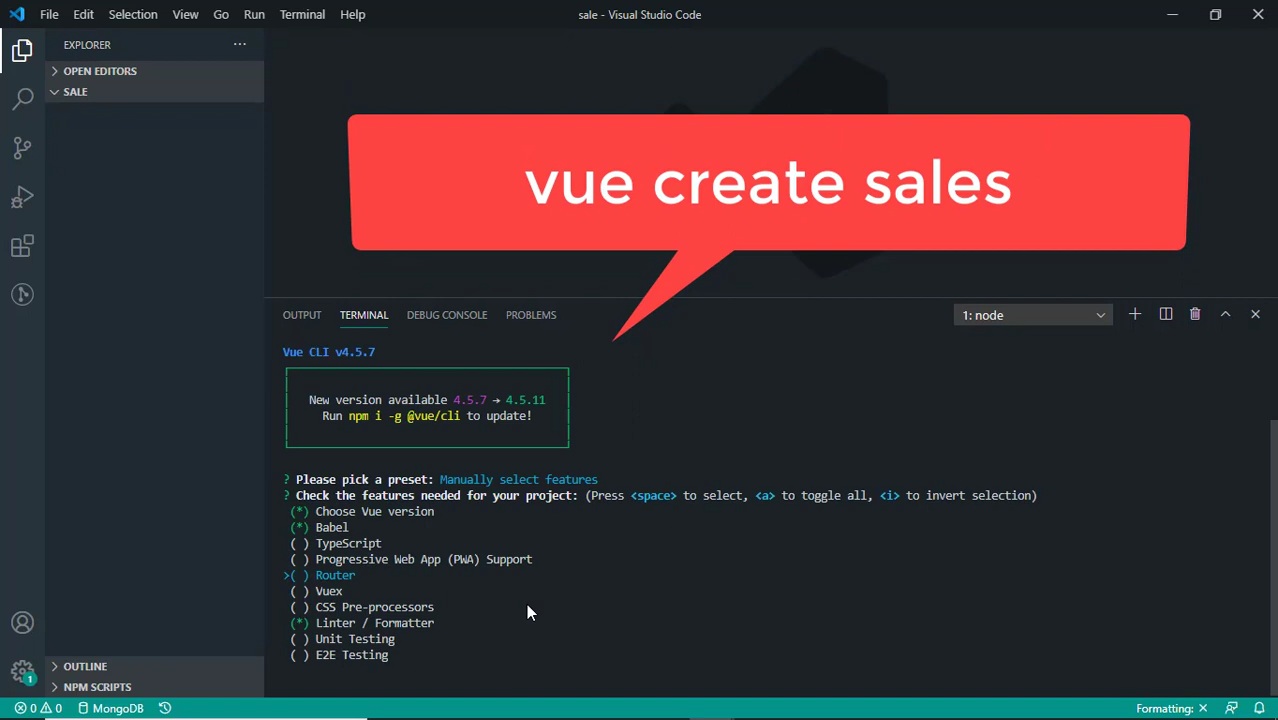 File Edit Selection View Go Run Terminal Help
sale - Visual Studio Code
EXPLORER
OPEN EDITORS
SALE
vue create sales
OUTPUT TERMINAL DEBUG CONSOLE PROBLEMS
1: node
Vue CLI v4.5.7
New version available 4.5.7 → 4.5.11
Run npm i -g @vue/cli to update!
? Please pick a preset: Manually select features
? Check the features needed for your project: (Press <space> to select, <a> to toggle all, <i> to invert selection)
(*) Choose Vue version
(*) Babel
( ) TypeScript
( ) Progressive Web App (PWA) Support
>( ) Router
( ) Vuex
( ) CSS Pre-processors
(*) Linter / Formatter
( ) Unit Testing
( ) E2E Testing
OUTLINE
NPM SCRIPTS
1
0 0 MongoDB
Formatting: ×